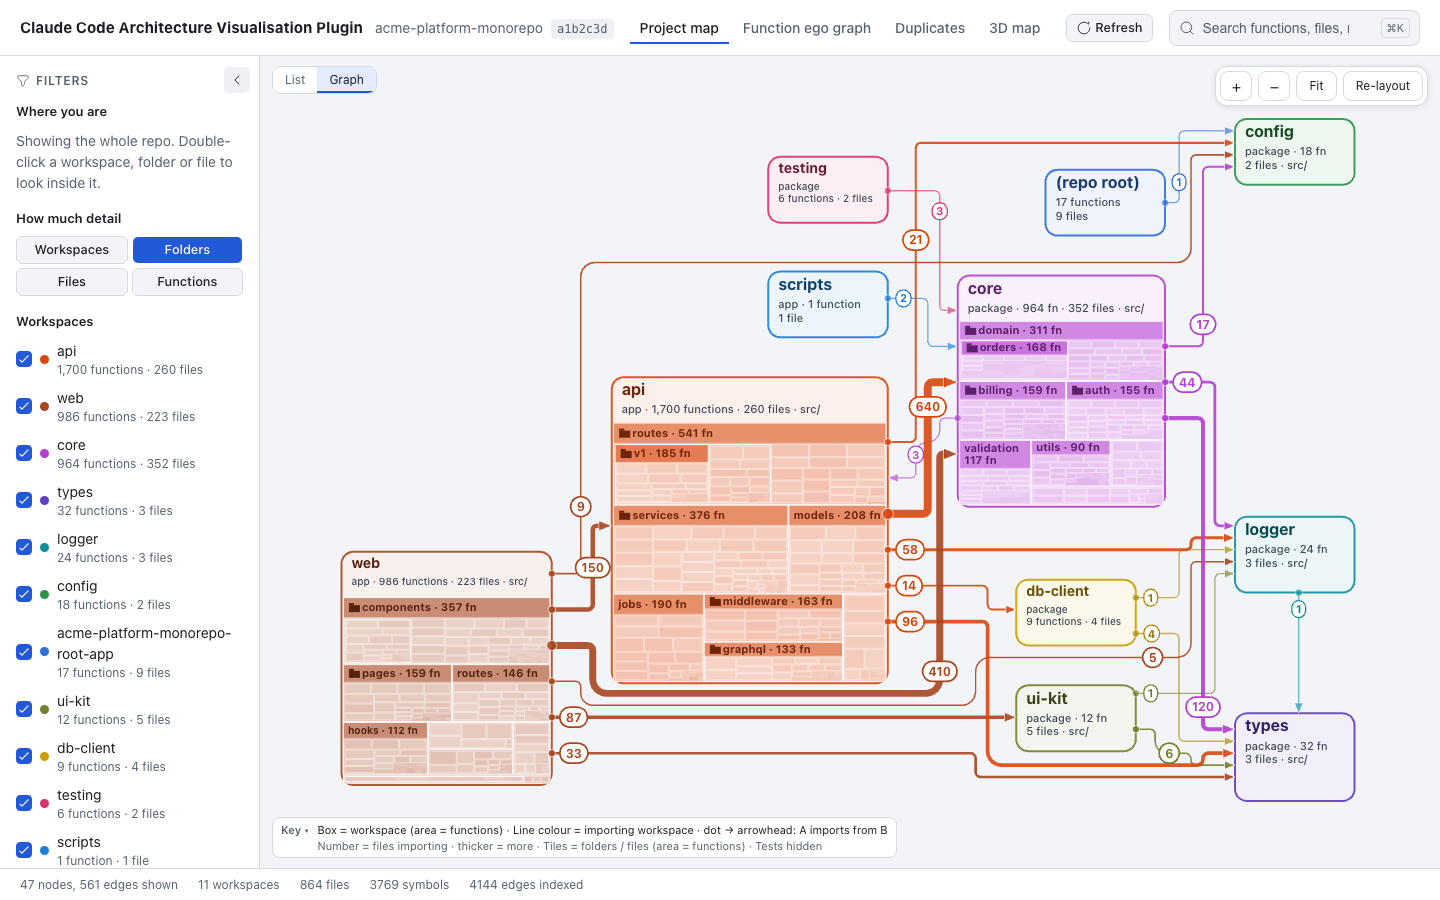 Claude Code Architecture Visualisation Plugin
acme-platform-monorepo a1b2c3d
Project map
Function ego graph
Duplicates
3D map
Refresh
Search functions, files, ⌘K
FILTERS
Where you are
Showing the whole repo. Double-
click a workspace, folder or file to
look inside it.
How much detail
Workspaces
Folders
Files
Functions
Workspaces
api
1,700 functions · 260 files
web
986 functions · 223 files
core
964 functions · 352 files
types
32 functions · 3 files
logger
24 functions · 3 files
config
18 functions · 2 files
acme-platform-monorepo-
root-app
17 functions · 9 files
ui-kit
12 functions · 5 files
db-client
9 functions · 4 files
testing
6 functions · 2 files
scripts
1 function · 1 file
List
Graph
+
−
Fit
Re-layout
config
package · 18 fn
2 files · src/
testing
package
6 functions · 2 files
(repo root)
17 functions
9 files
1
3
21
scripts
app · 1 function
1 file
2
core
package · 964 fn · 352 files · src/
domain · 311 fn
orders · 168 fn
billing · 159 fn
auth · 155 fn
validation
117 fn
utils · 90 fn
17
44
api
app · 1,700 functions · 260 files · src/
routes · 541 fn
v1 · 185 fn
services · 376 fn
models · 208 fn
jobs · 190 fn
middleware · 163 fn
graphql · 133 fn
640
3
9
150
58
14
96
410
web
app · 986 functions · 223 files · src/
components · 357 fn
pages · 159 fn
routes · 146 fn
hooks · 112 fn
87
33
logger
package · 24 fn
3 files · src/
1
db-client
package
9 functions · 4 files
1
4
5
ui-kit
package · 12 fn
5 files · src/
1
6
120
types
package · 32 fn
3 files · src/
Key ▾ Box = workspace (area = functions) · Line colour = importing workspace · dot → arrowhead: A imports from B
Number = files importing · thicker = more · Tiles = folders / files (area = functions) · Tests hidden
47 nodes, 561 edges shown
11 workspaces
864 files
3769 symbols
4144 edges indexed